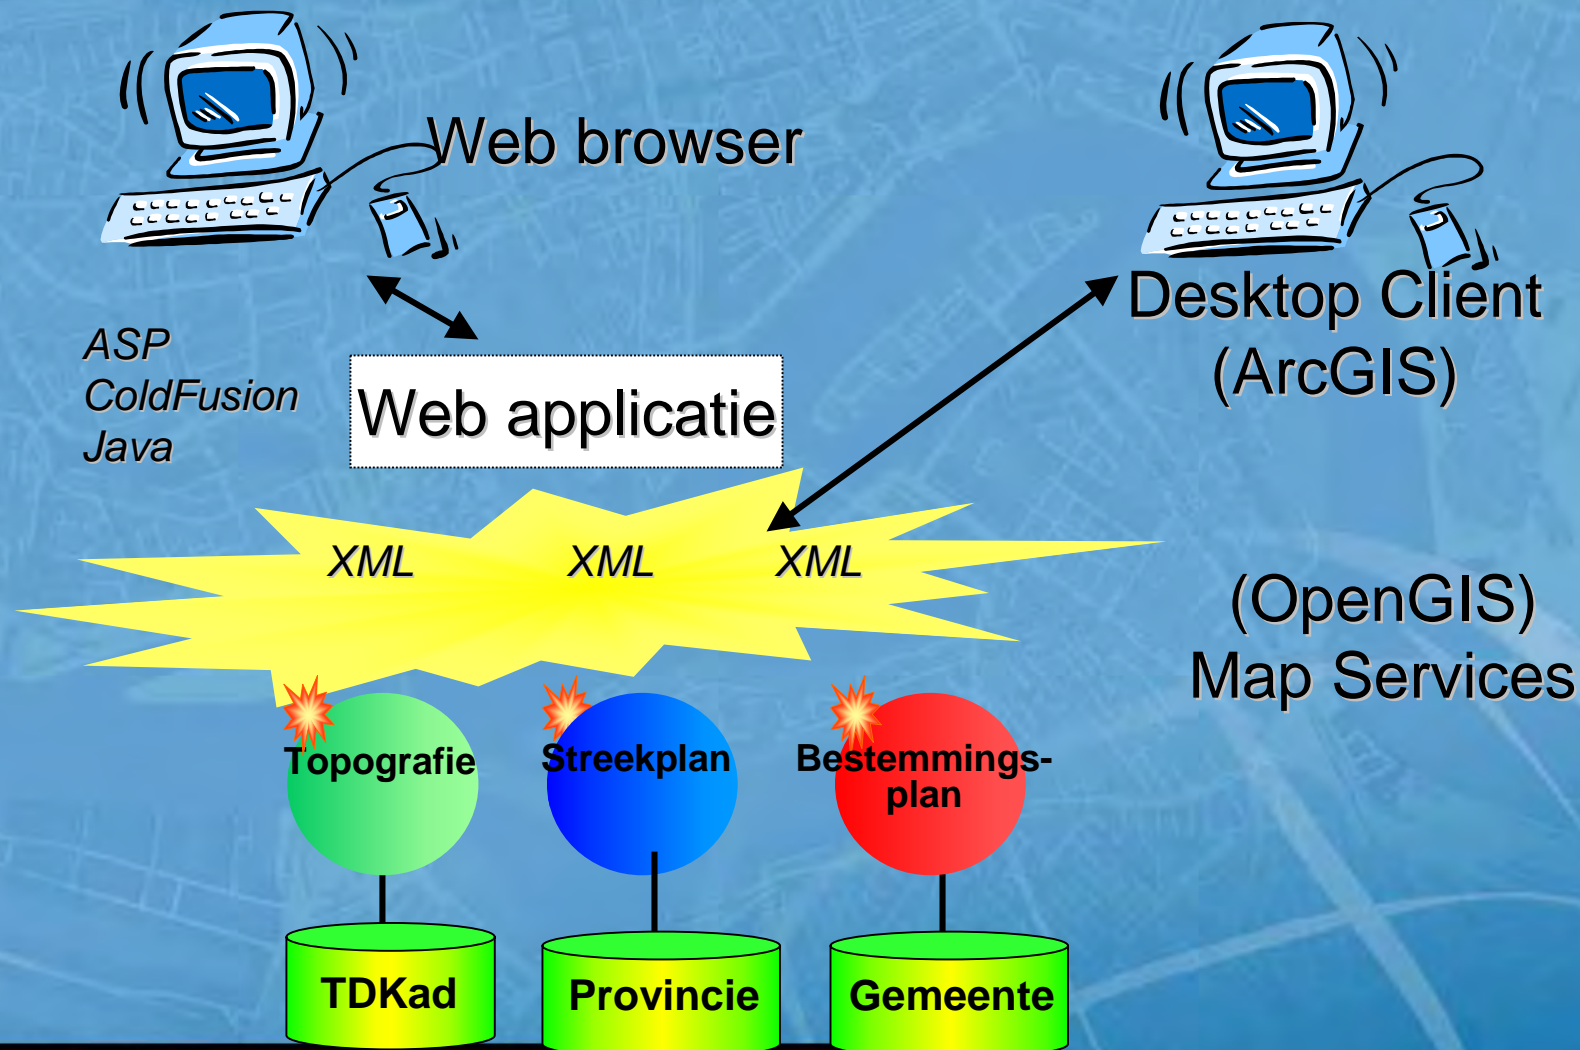 Web browser
Desktop Client
(ArcGIS)
ASP
ColdFusion
Java
Web applicatie
XML XML XML
(OpenGIS)
Map Services
Topografie
Streekplan
Bestemmings-
plan
TDKad
Provincie
Gemeente